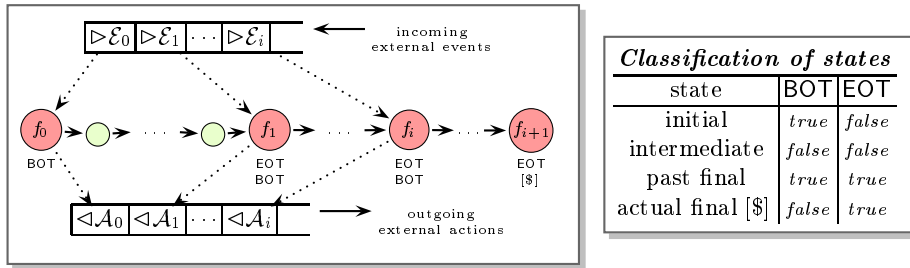 ▷ℰ₀ ▷ℰ₁ · · · ▷ℰᵢ
incoming
external events
f₀ · · · f₁ · · · fᵢ · · · fᵢ₊₁
BOT EOT EOT EOT
BOT BOT [$]
◁𝒜₀ ◁𝒜₁ · · · ◁𝒜ᵢ
outgoing
external actions
Classification of states
state BOT EOT
initial true false
intermediate false false
past final true true
actual final [$] false true